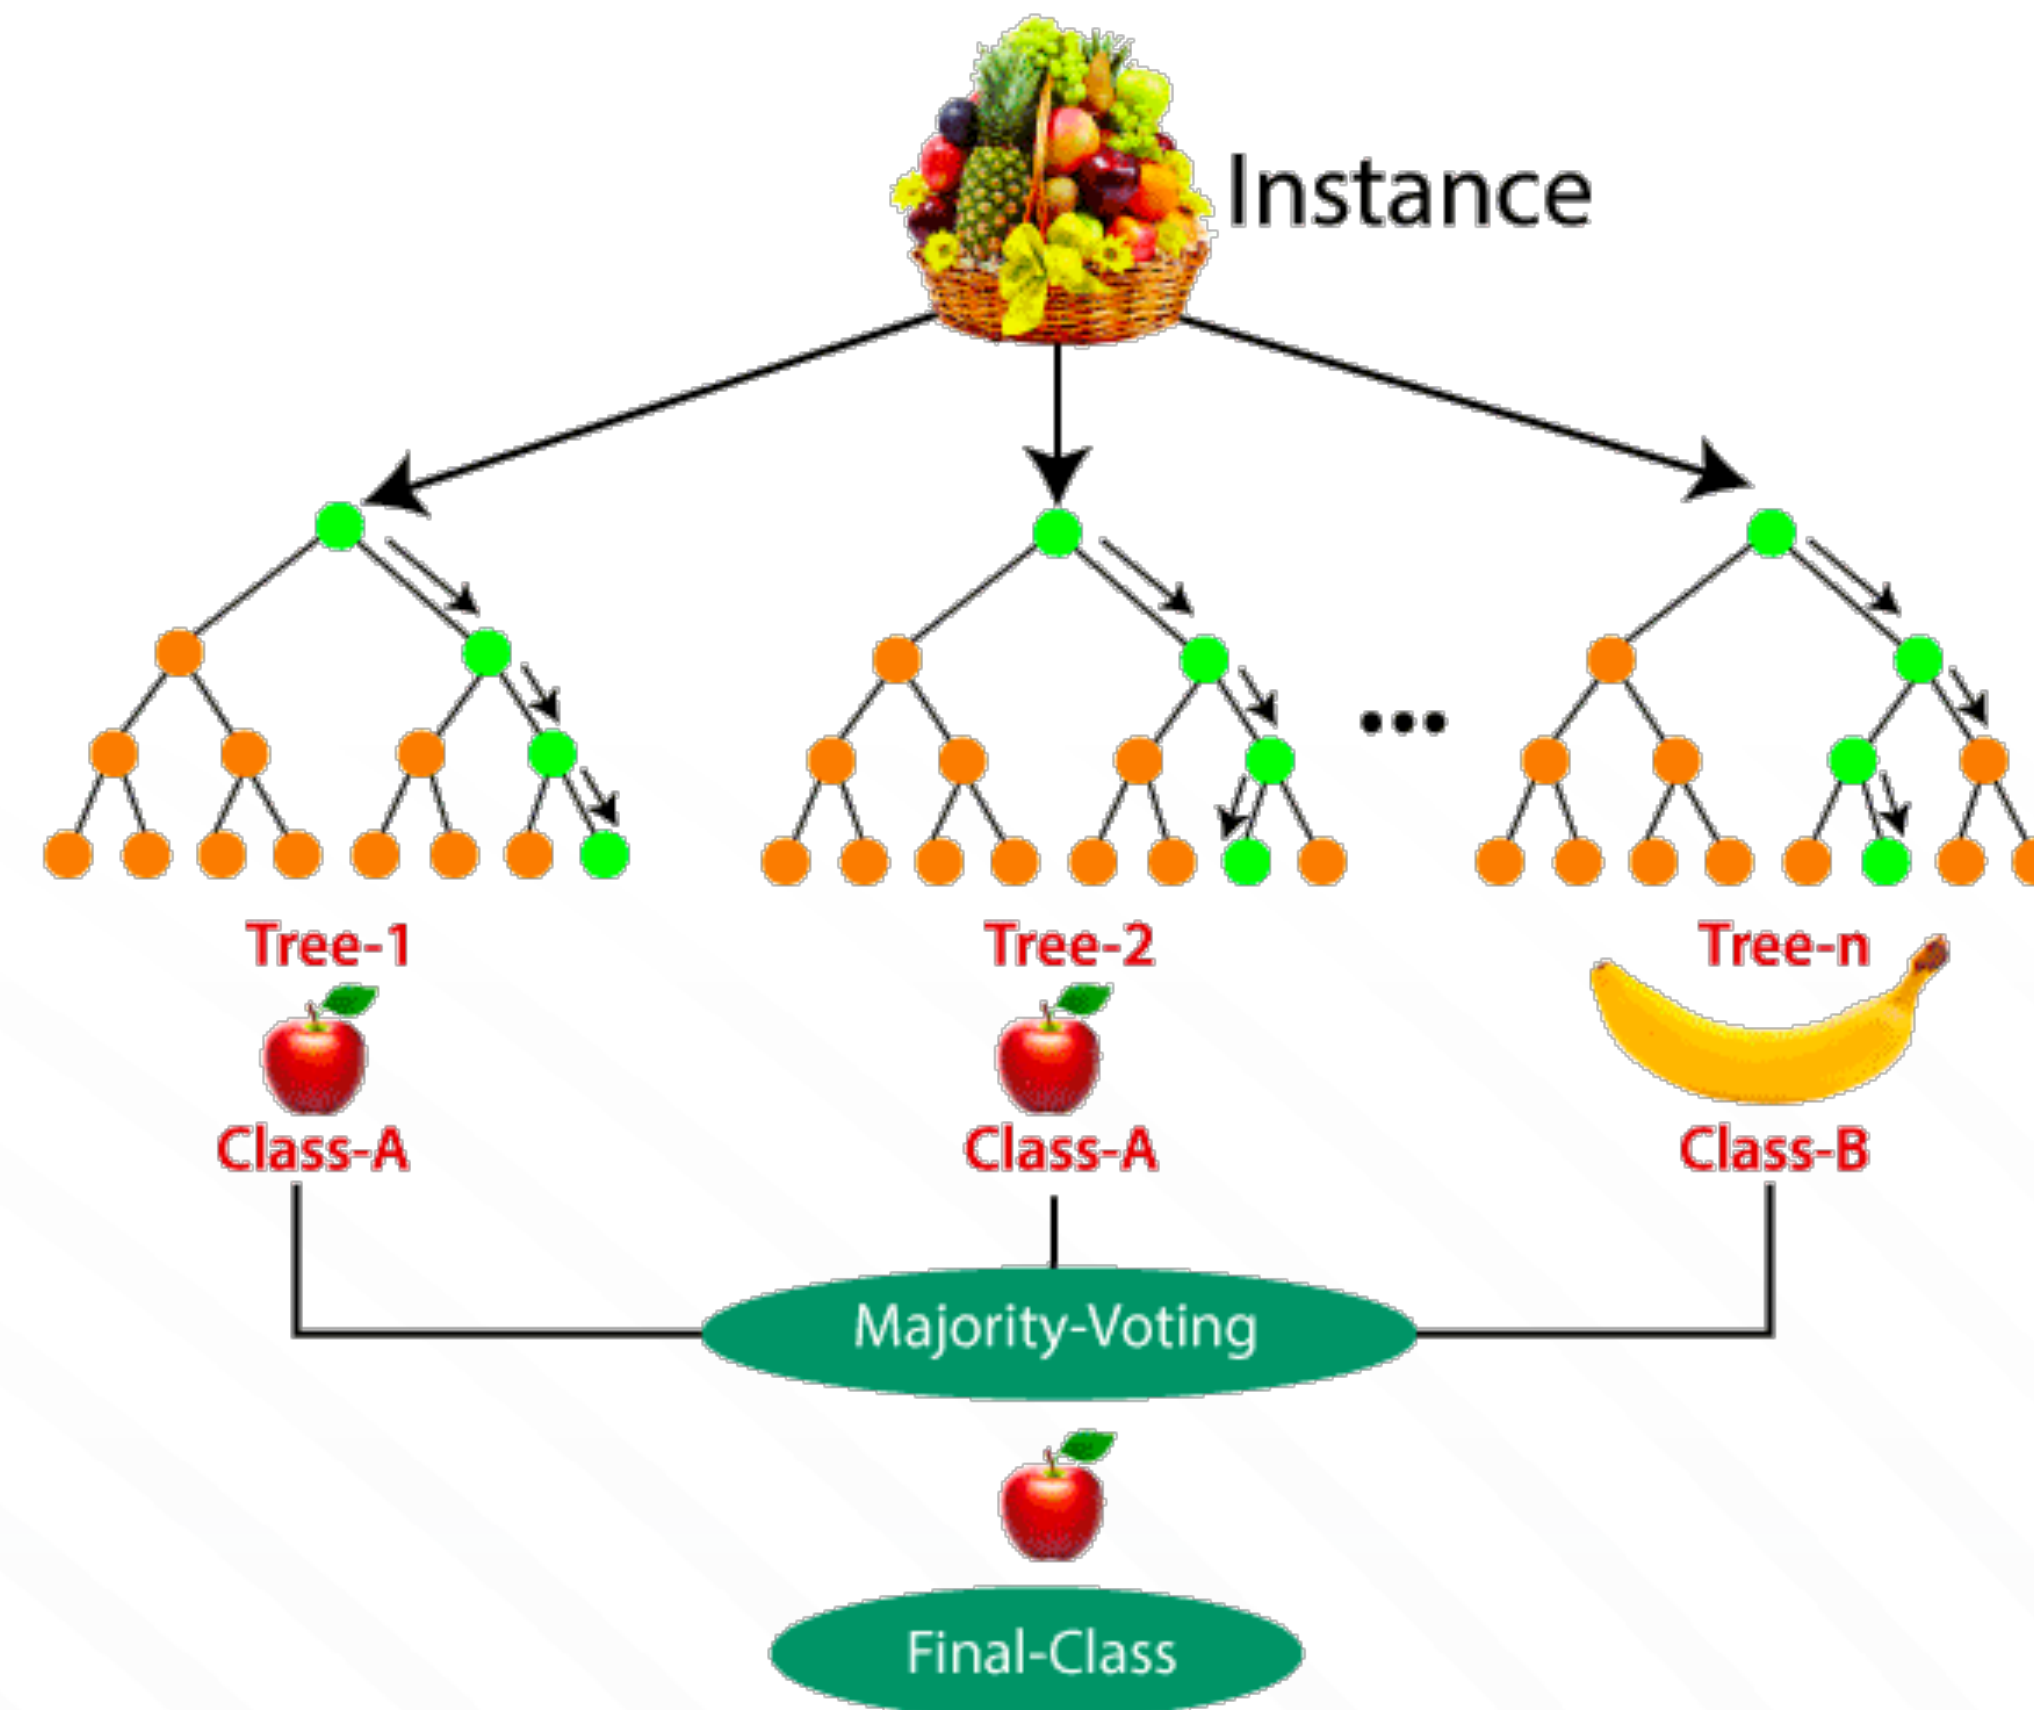 Instance
Tree-1
Tree-2
Tree-n
Class-A
Class-A
Class-B
Majority-Voting
Final-Class